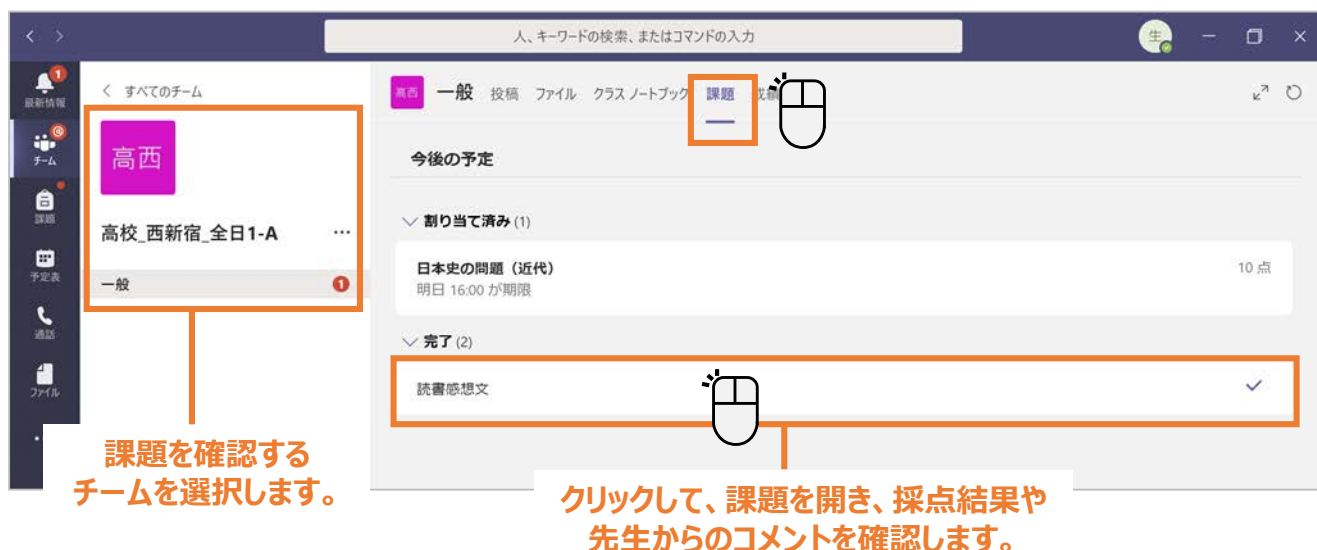 人、キーワードの検索、またはコマンドの入力
生
1
最新情報
チーム
課題
予定表
通話
ファイル
すべてのチーム
高西
高校_西新宿_全日1-A
一般
1
高西 一般 投稿 ファイル クラス ノートブック 課題
今後の予定
割り当て済み (1)
日本史の問題（近代）
10 点
明日 16:00 が期限
完了 (2)
読書感想文
課題を確認する
チームを選択します。
クリックして、課題を開き、採点結果や
先生からのコメントを確認します。